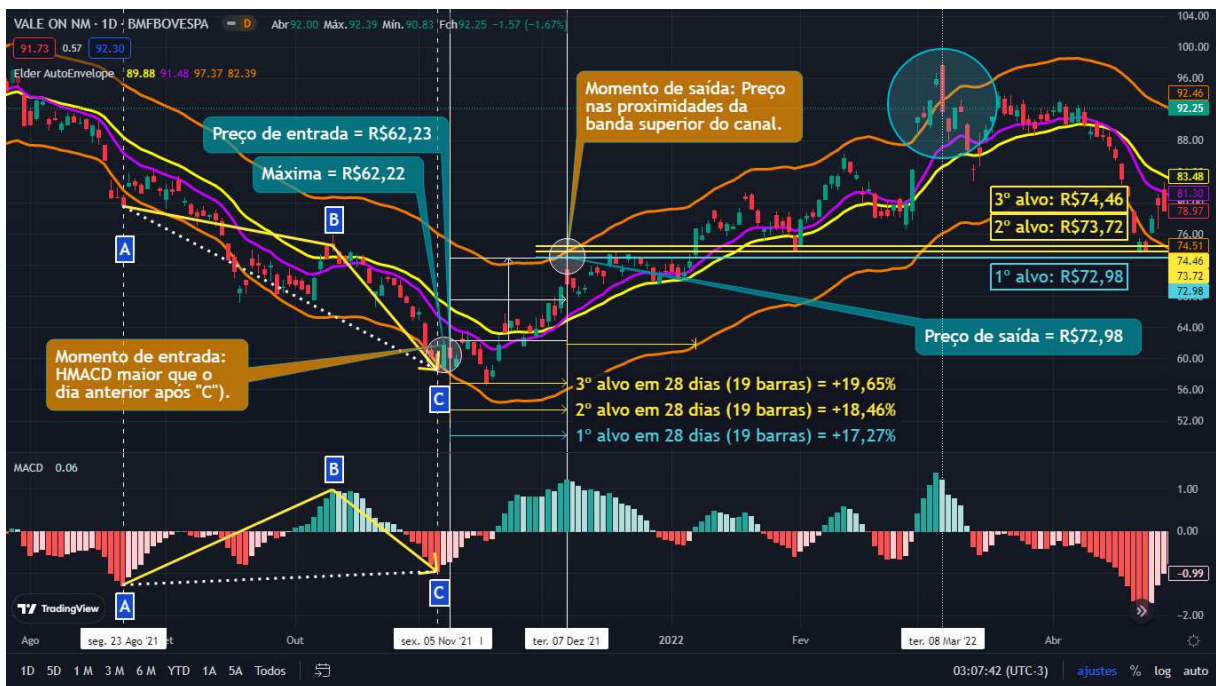 VALE ON NM · 1D · BMFBOVESPA D Abr92.00 Máx.92.39 Mín.90.83 Fch92.25 −1.57 (−1.67%)
91.73 0.57 92.30
Elder AutoEnvelope 89.88 91.48 97.37 82.39
104.00
100.00
96.00
92.46
92.25
88.00
83.48
81.30
78.97
76.00
74.51
74.46
73.72
72.98
64.00
60.00
56.00
52.00
Momento de saída: Preço
nas proximidades da
banda superior do canal.
Preço de entrada = R$62,23
Máxima = R$62,22
B
A
3º alvo: R$74,46
2º alvo: R$73,72
1º alvo: R$72,98
Preço de saída = R$72,98
Momento de entrada:
HMACD maior que o
dia anterior após "C").
C
3º alvo em 28 dias (19 barras) = +19,65%
2º alvo em 28 dias (19 barras) = +18,46%
1º alvo em 28 dias (19 barras) = +17,27%
MACD 0.06
B
1.00
0.00
−0.99
−2.00
A
C
TradingView
Ago seg. 23 Ago '21 Out sex. 05 Nov '21 ter. 07 Dez '21 2022 Fev ter. 08 Mar '22 Abr
1D 5D 1 M 3 M 6 M YTD 1A 5A Todos 03:07:42 (UTC-3) ajustes % log auto